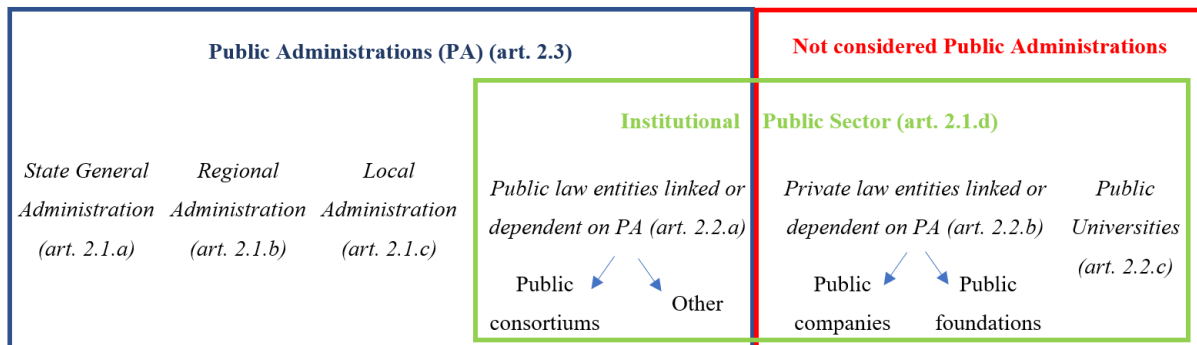 Public Administrations (PA) (art. 2.3)
Not considered Public Administrations
Institutional Public Sector (art. 2.1.d)
State General
Administration
(art. 2.1.a)
Regional
Administration
(art. 2.1.b)
Local
Administration
(art. 2.1.c)
Public law entities linked or
dependent on PA (art. 2.2.a)
Public
consortiums
Other
Private law entities linked or
dependent on PA (art. 2.2.b)
Public
companies
Public
foundations
Public
Universities
(art. 2.2.c)